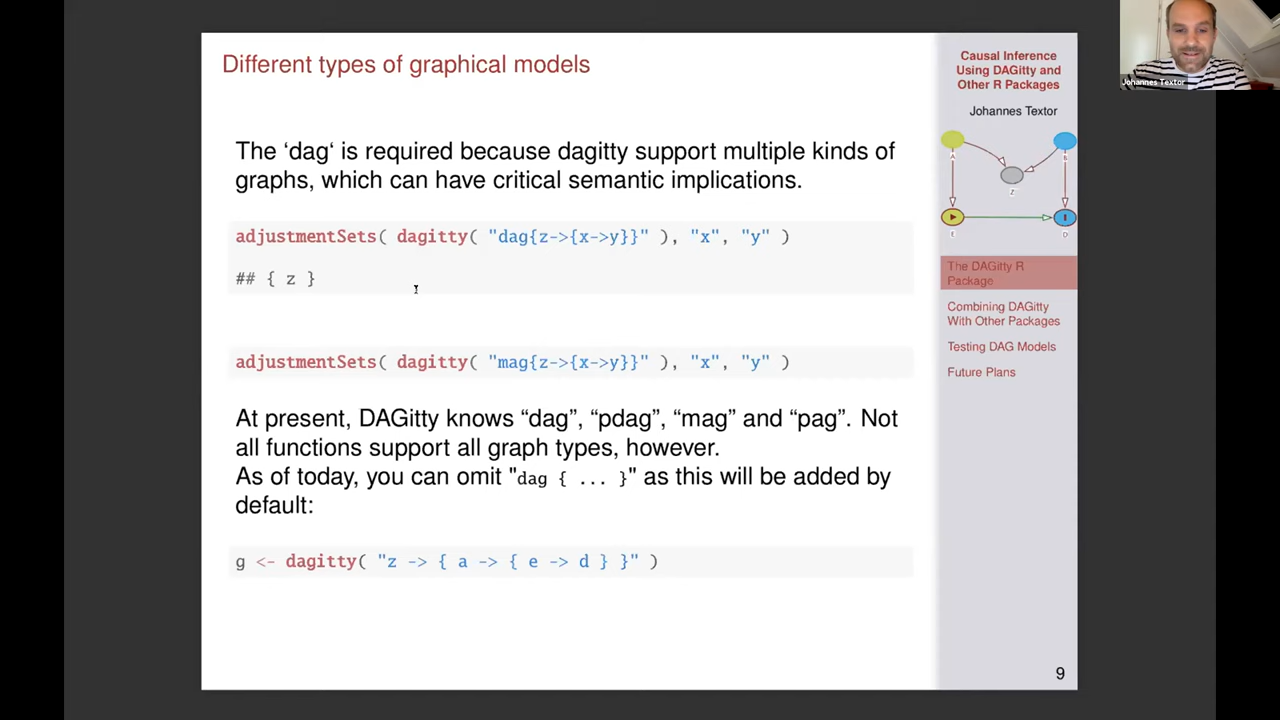 Different types of graphical models
The ‘dag‘ is required because dagitty support multiple kinds of
graphs, which can have critical semantic implications.
adjustmentSets( dagitty( "dag{z->{x->y}}" ), "x", "y" )
## { z }
adjustmentSets( dagitty( "mag{z->{x->y}}" ), "x", "y" )
At present, DAGitty knows “dag”, “pdag”, “mag” and “pag”. Not
all functions support all graph types, however.
As of today, you can omit "dag { ... }" as this will be added by
default:
g <- dagitty( "z -> { a -> { e -> d } }" )
Causal Inference
Using DAGitty and
Other R Packages
Johannes Textor
A
B
Z
E
D
The DAGitty R
Package
Combining DAGitty
With Other Packages
Testing DAG Models
Future Plans
9
Johannes Textor